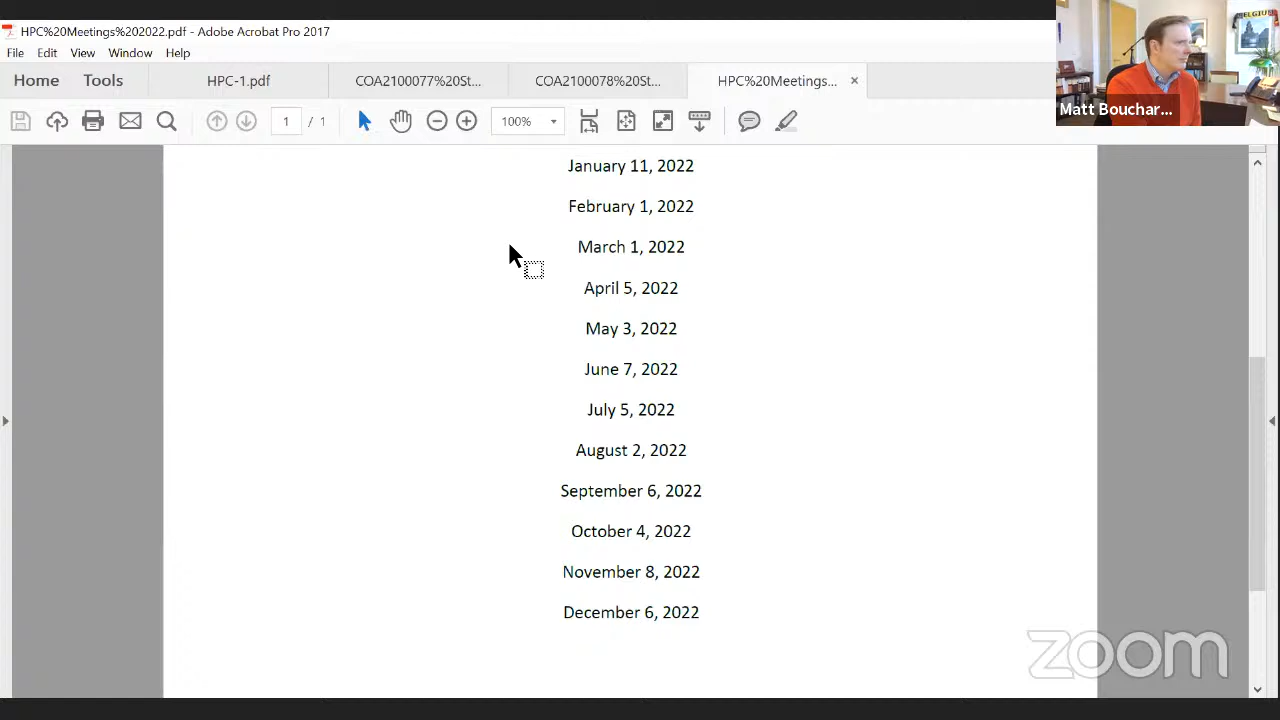 HPC%20Meetings%202022.pdf - Adobe Acrobat Pro 2017
File Edit View Window Help
Home Tools HPC-1.pdf COA2100077%20St... COA2100078%20St... HPC%20Meetings... ×
1 / 1 100%
January 11, 2022
February 1, 2022
March 1, 2022
April 5, 2022
May 3, 2022
June 7, 2022
July 5, 2022
August 2, 2022
September 6, 2022
October 4, 2022
November 8, 2022
December 6, 2022
Matt Bouchar...
zoom